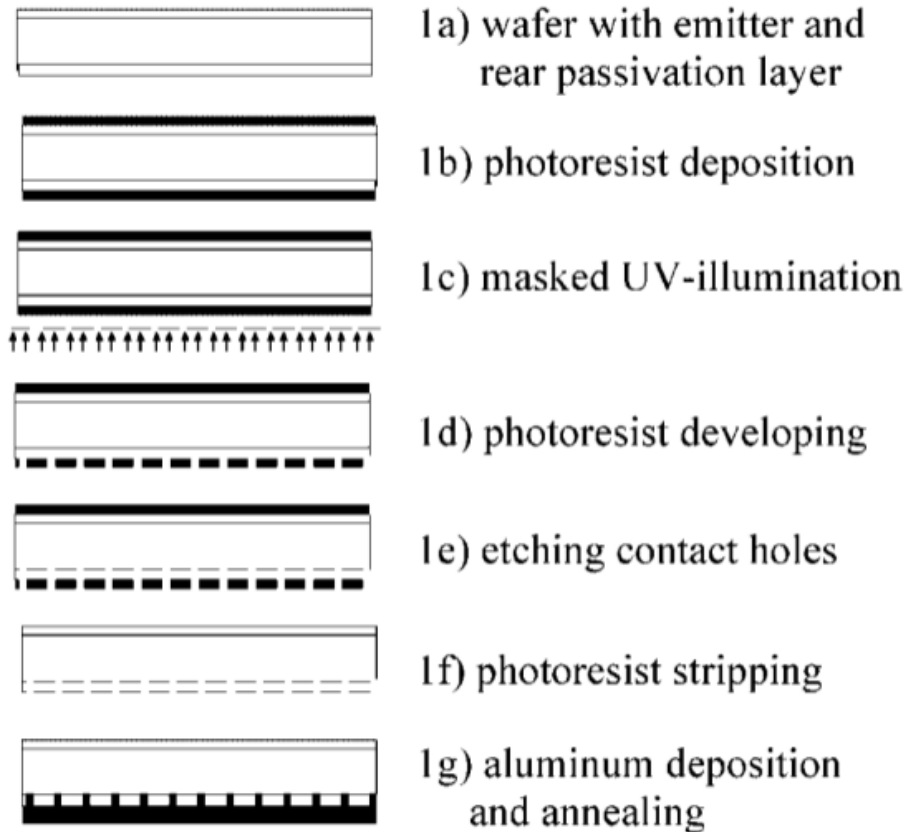 1a) wafer with emitter and
rear passivation layer
1b) photoresist deposition
1c) masked UV-illumination
1d) photoresist developing
1e) etching contact holes
1f) photoresist stripping
1g) aluminum deposition
and annealing